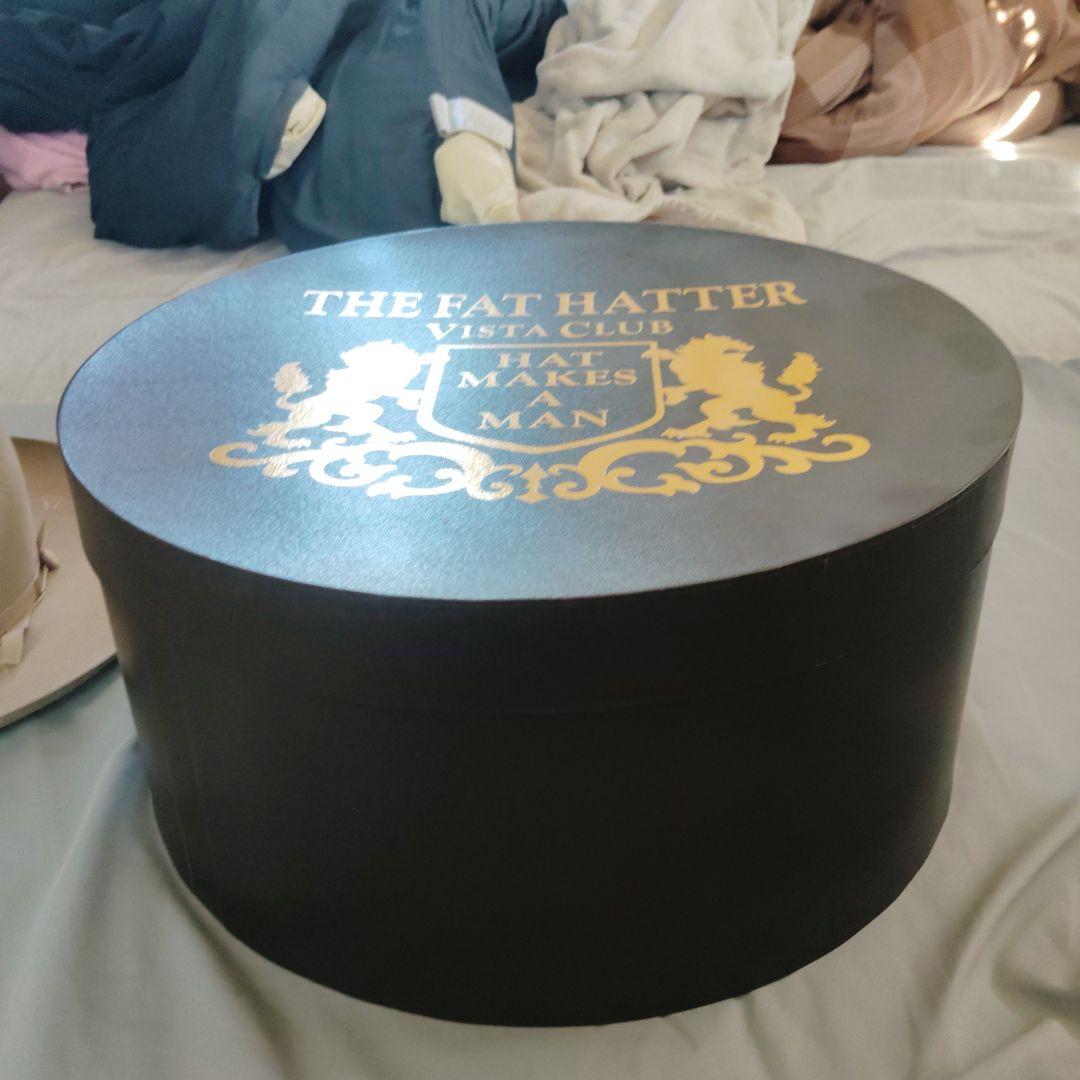 THE FAT HATTER
VISTA CLUB
HAT
MAKES
A
MAN